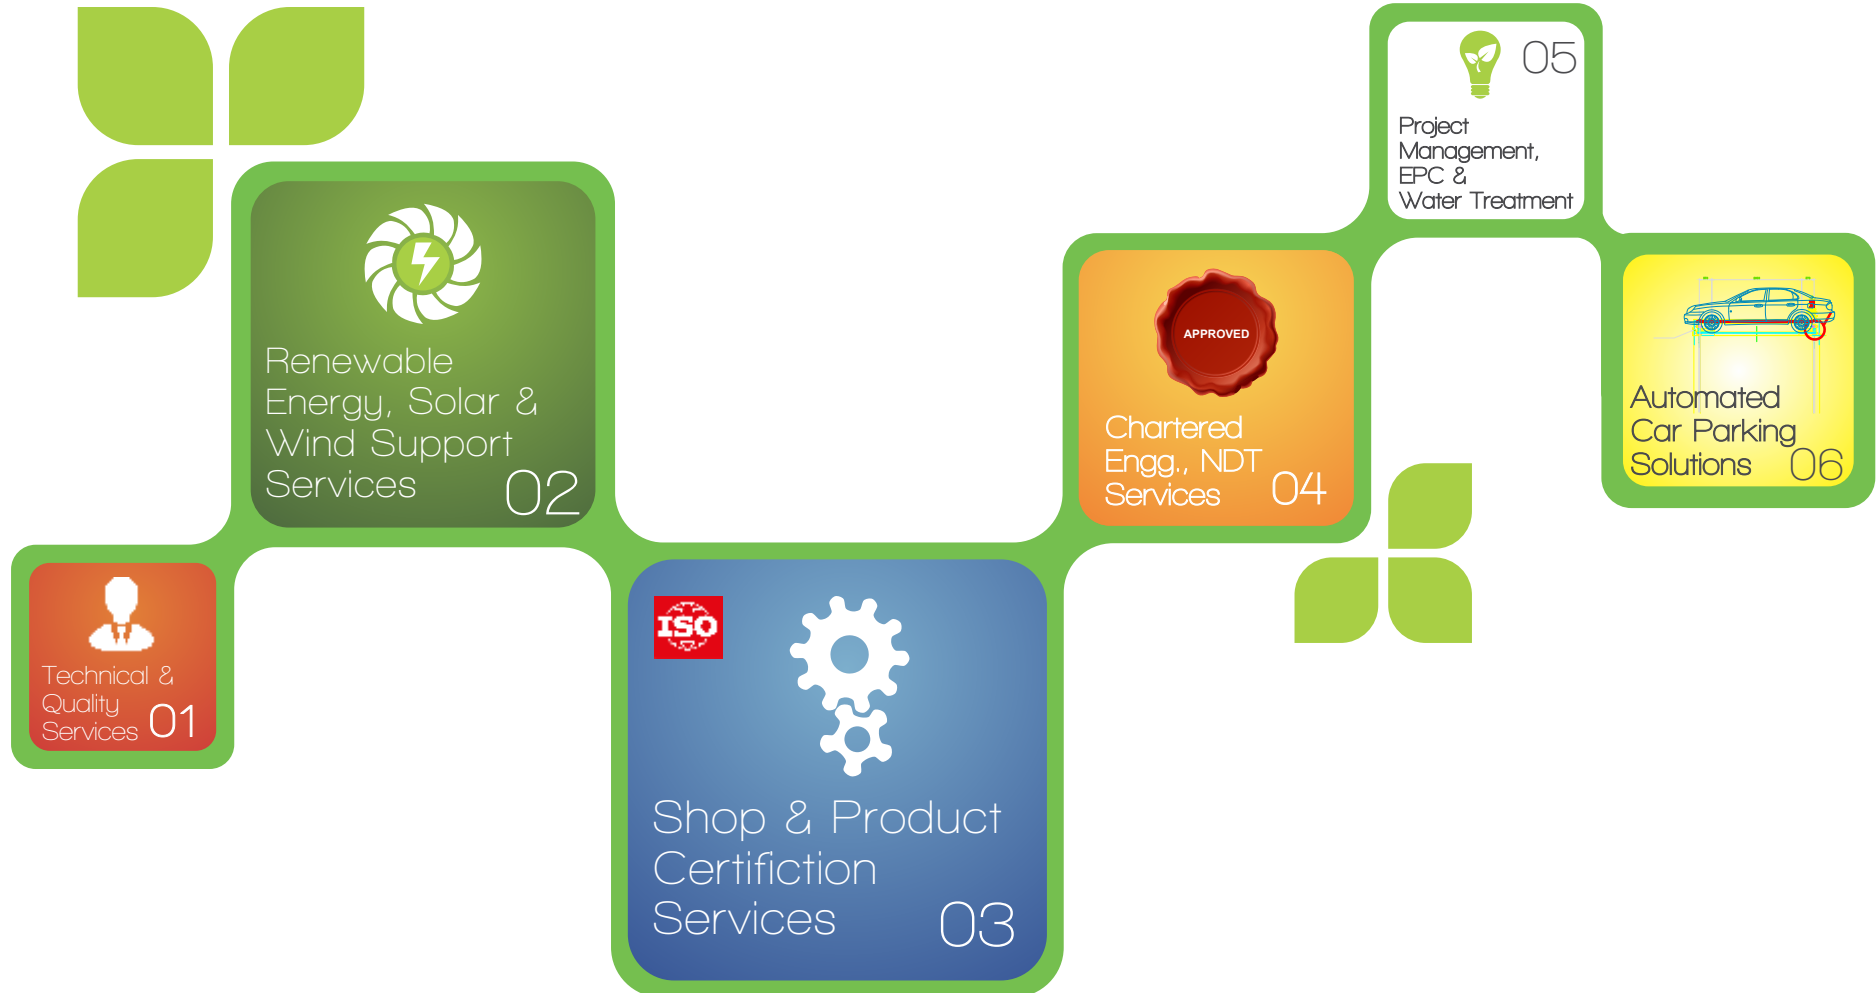 Technical &
Quality
Services 01
Renewable
Energy, Solar &
Wind Support
Services 02
ISO
Shop & Product
Certifiction
Services 03
APPROVED
Chartered
Engg., NDT
Services 04
05
Project
Management,
EPC &
Water Treatment
Automated
Car Parking
Solutions 06